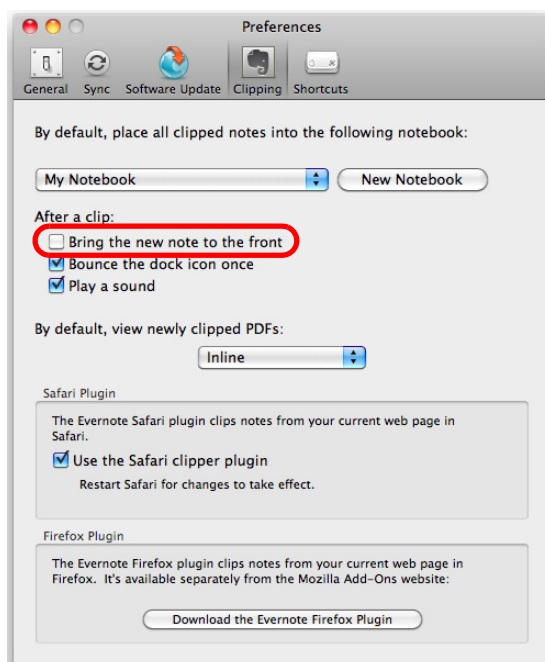 Preferences
General Sync Software Update Clipping Shortcuts
By default, place all clipped notes into the following notebook:
My Notebook New Notebook
After a clip:
Bring the new note to the front
Bounce the dock icon once
Play a sound
By default, view newly clipped PDFs:
Inline
Safari Plugin
The Evernote Safari plugin clips notes from your current web page in
Safari.
Use the Safari clipper plugin
Restart Safari for changes to take effect.
Firefox Plugin
The Evernote Firefox plugin clips notes from your current web page in
Firefox. It's available separately from the Mozilla Add-Ons website:
Download the Evernote Firefox Plugin